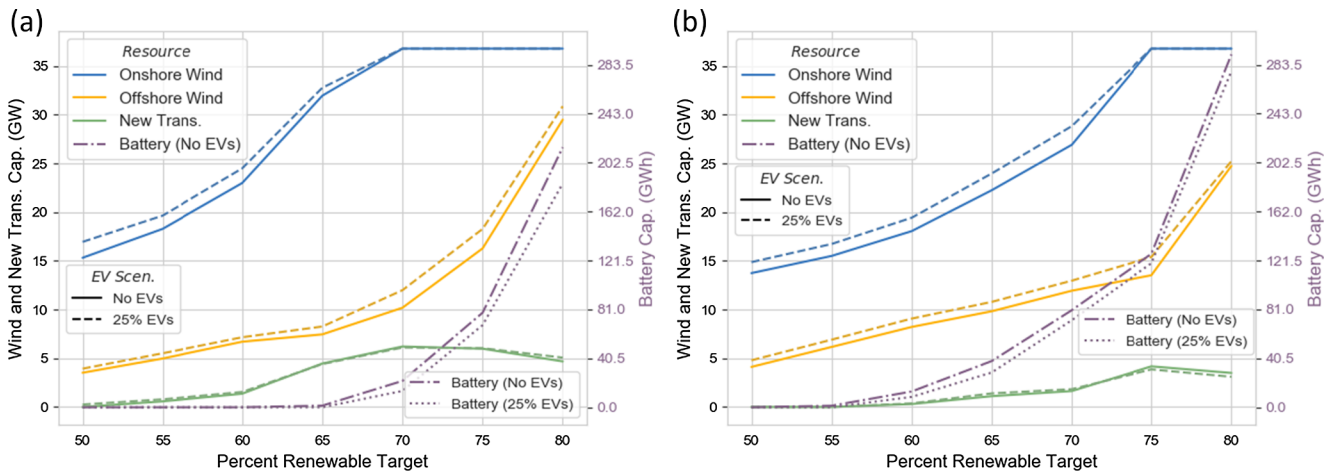 (a)
Resource
Onshore Wind
Offshore Wind
New Trans.
Battery (No EVs)
EV Scen.
No EVs
25% EVs
Battery (No EVs)
Battery (25% EVs)
Wind and New Trans. Cap. (GW)
35
30
25
20
15
10
5
0
283.5
243.0
202.5
162.0
121.5
81.0
40.5
0.0
Battery Cap. (GWh)
50 55 60 65 70 75 80
Percent Renewable Target
(b)
Resource
Onshore Wind
Offshore Wind
New Trans.
Battery (No EVs)
EV Scen.
No EVs
25% EVs
Battery (No EVs)
Battery (25% EVs)
Wind and New Trans. Cap. (GW)
35
30
25
20
15
10
5
0
283.5
243.0
202.5
162.0
121.5
81.0
40.5
0.0
Battery Cap. (GWh)
50 55 60 65 70 75 80
Percent Renewable Target